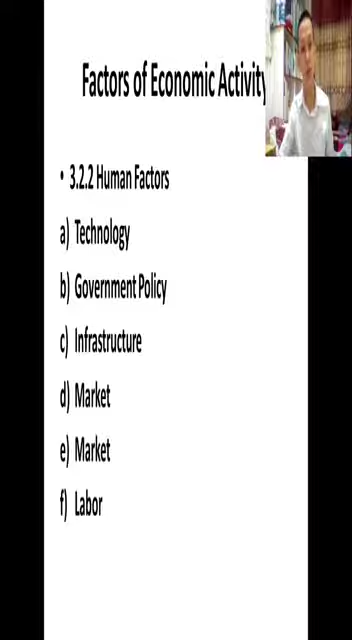 Factors of Economic Activity
• 3.2.2 Human Factors
a) Technology
b) Government Policy
c) Infrastructure
d) Market
e) Market
f) Labor